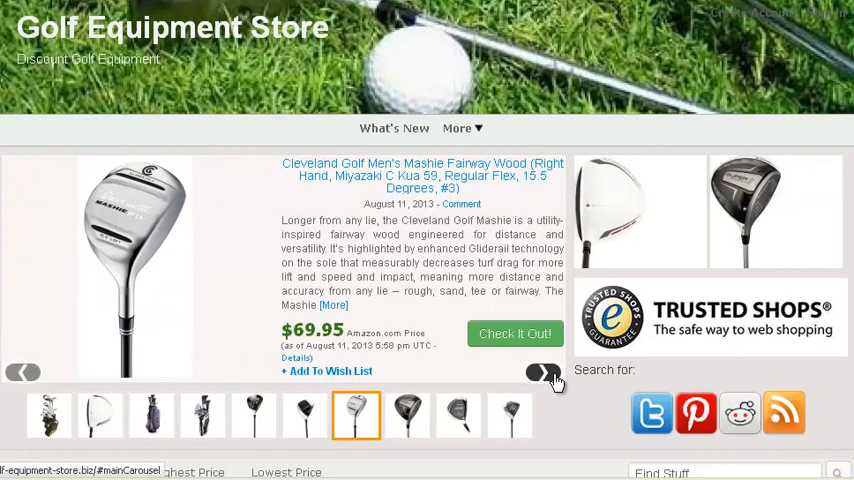 Golf Equipment Store
Discount Golf Equipment
What's New More
Cleveland Golf Men's Mashie Fairway Wood (Right
Hand, Miyazaki C Kua 59, Regular Flex, 15.5
Degrees, #3)
August 11, 2013 - Comment
Longer from any lie, the Cleveland Golf Mashie is a utility-
inspired fairway wood engineered for distance and
versatility. It's highlighted by enhanced Gliderail technology
on the sole that measurably decreases turf drag for more
lift and speed and impact, meaning more distance and
accuracy from any lie – rough, sand, tee or fairway. The
Mashie [More]
$69.95 Amazon.com Price
(as of August 11, 2013 5:58 pm UTC -
Details)
+ Add To Wish List
Check It Out!
TRUSTED SHOPS®
The safe way to web shopping
TRUSTED SHOPS
GUARANTEE
Search for:
lf-equipment-store.biz/#mainCarousel
ghest Price
Lowest Price
Find Stuff